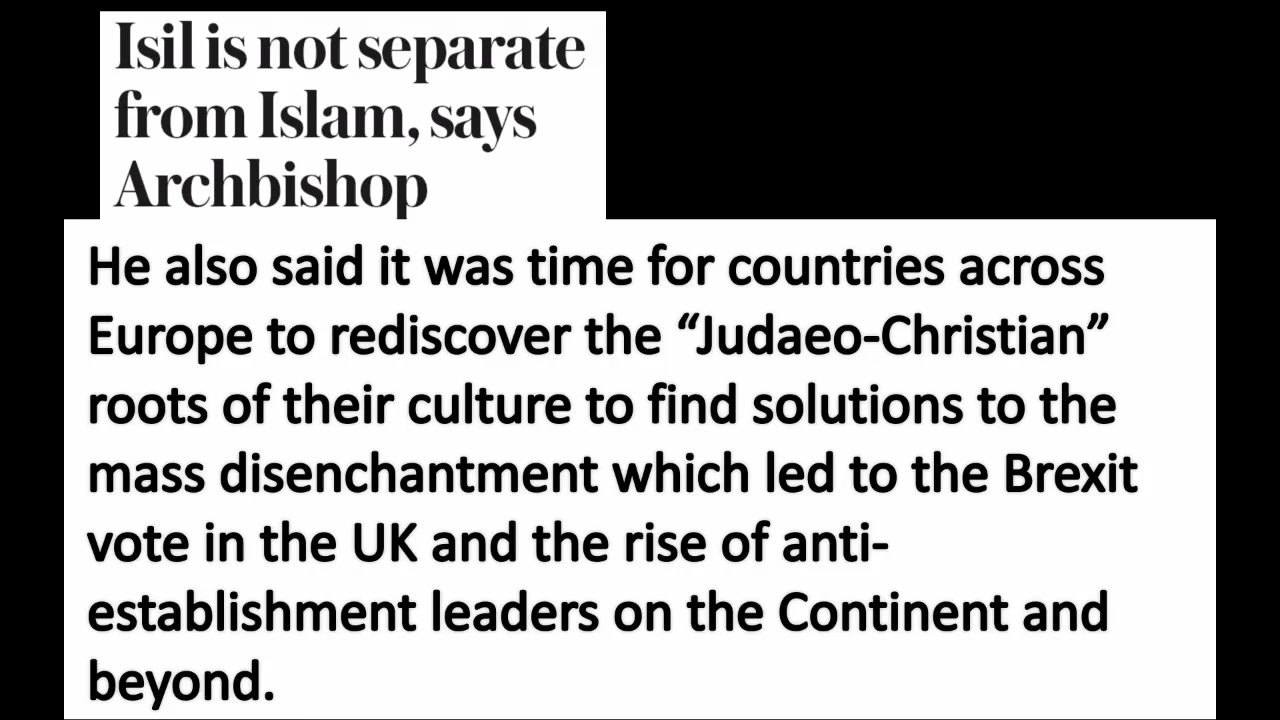 Isil is not separate
from Islam, says
Archbishop
He also said it was time for countries across
Europe to rediscover the “Judaeo-Christian”
roots of their culture to find solutions to the
mass disenchantment which led to the Brexit
vote in the UK and the rise of anti-
establishment leaders on the Continent and
beyond.